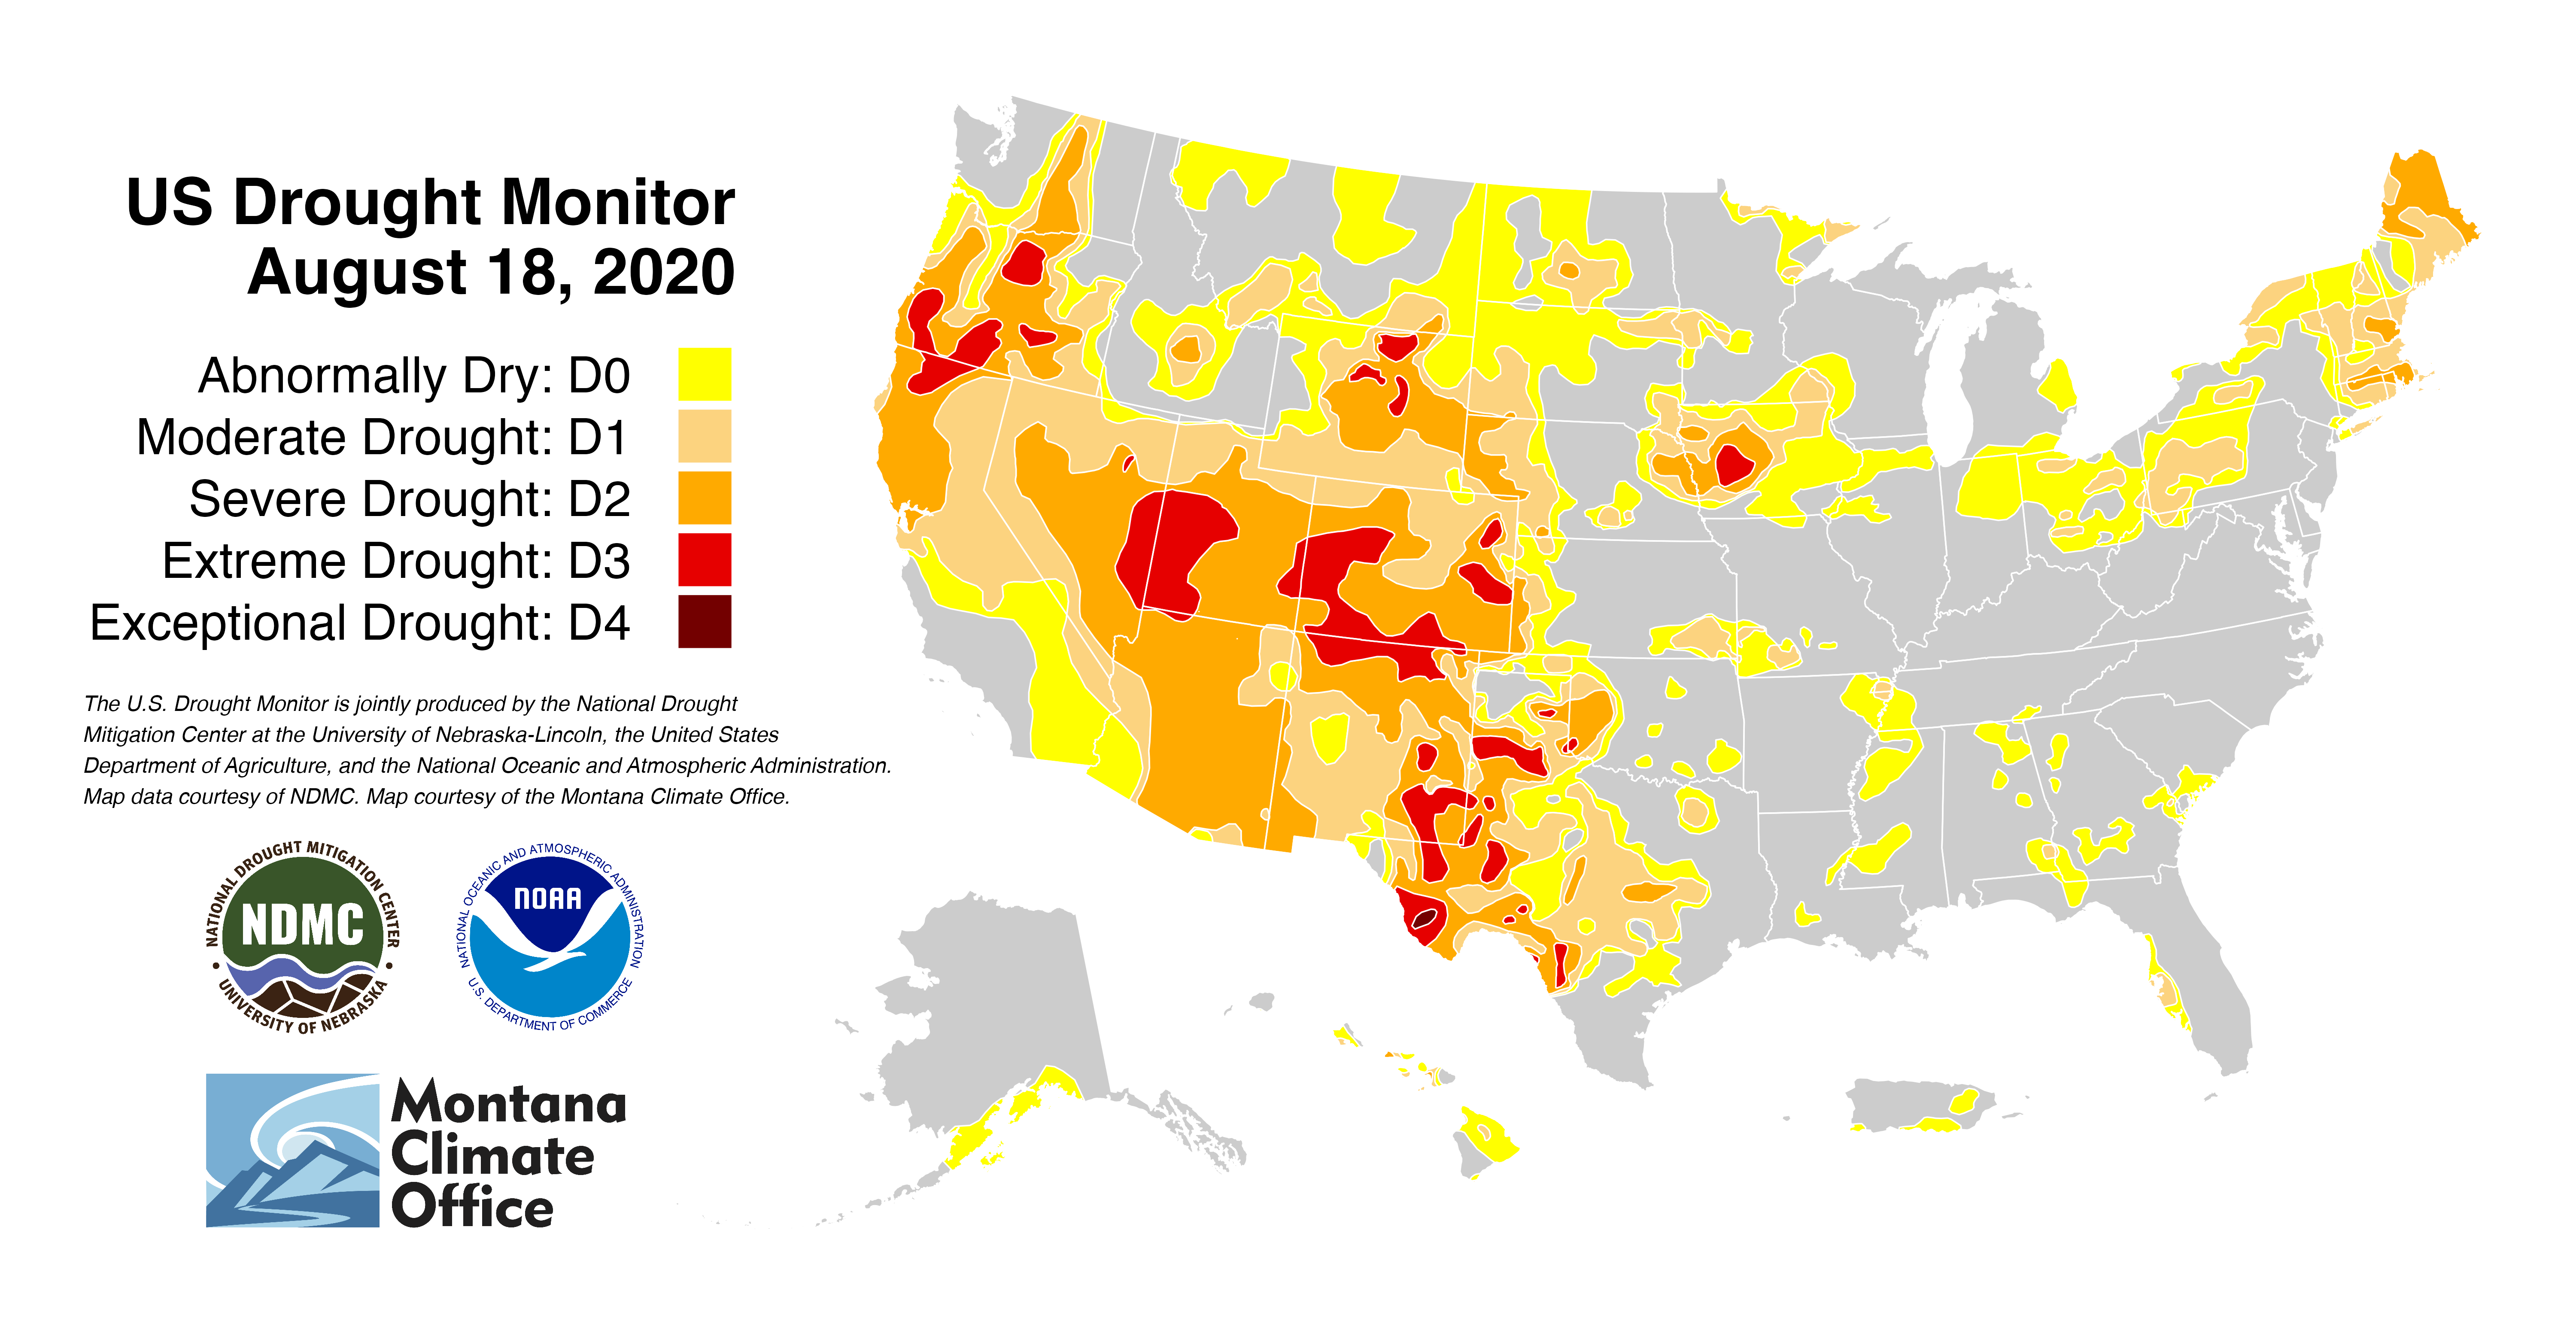 US Drought Monitor
August 18, 2020
Abnormally Dry: D0
Moderate Drought: D1
Severe Drought: D2
Extreme Drought: D3
Exceptional Drought: D4
The U.S. Drought Monitor is jointly produced by the National Drought
Mitigation Center at the University of Nebraska-Lincoln, the United States
Department of Agriculture, and the National Oceanic and Atmospheric Administration.
Map data courtesy of NDMC. Map courtesy of the Montana Climate Office.
NATIONAL DROUGHT MITIGATION CENTER
NDMC
• UNIVERSITY OF NEBRASKA •
NATIONAL OCEANIC AND ATMOSPHERIC ADMINISTRATION
NOAA
U.S. DEPARTMENT OF COMMERCE
Montana
Climate
Office